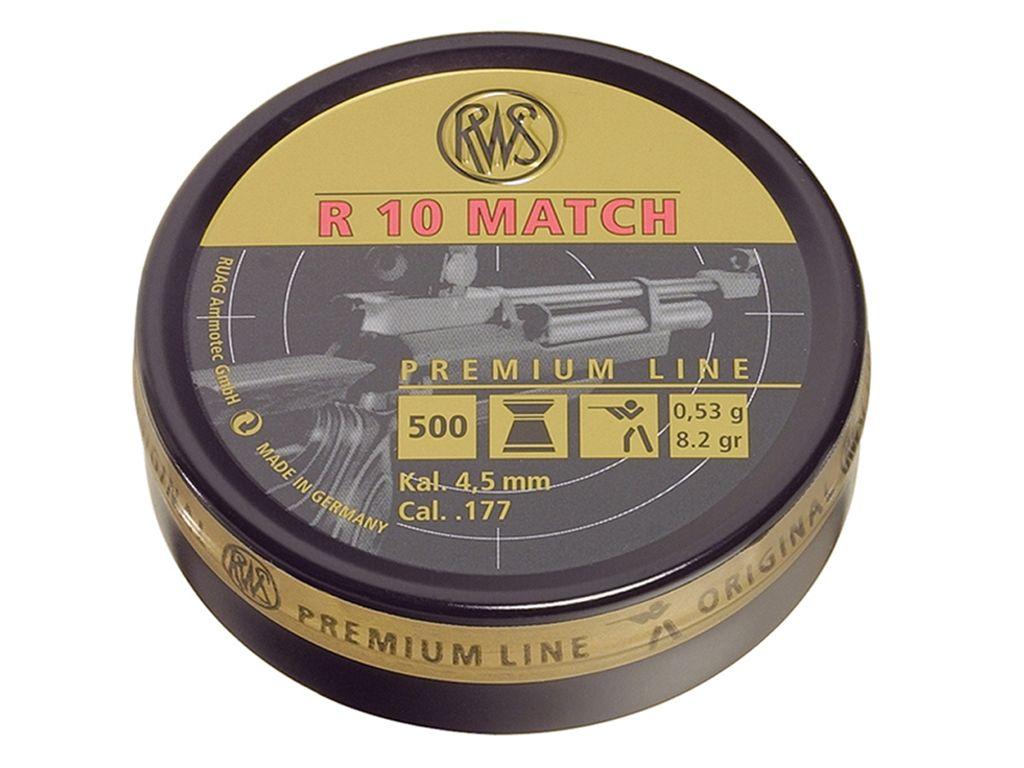 RWS
R 10 MATCH
RUAG Ammotec GmbH
MADE IN GERMANY
PREMIUM LINE
500
0,53 g
8.2 gr
Kal. 4,5 mm
Cal. .177
RWS
PREMIUM LINE
ORIGINAL